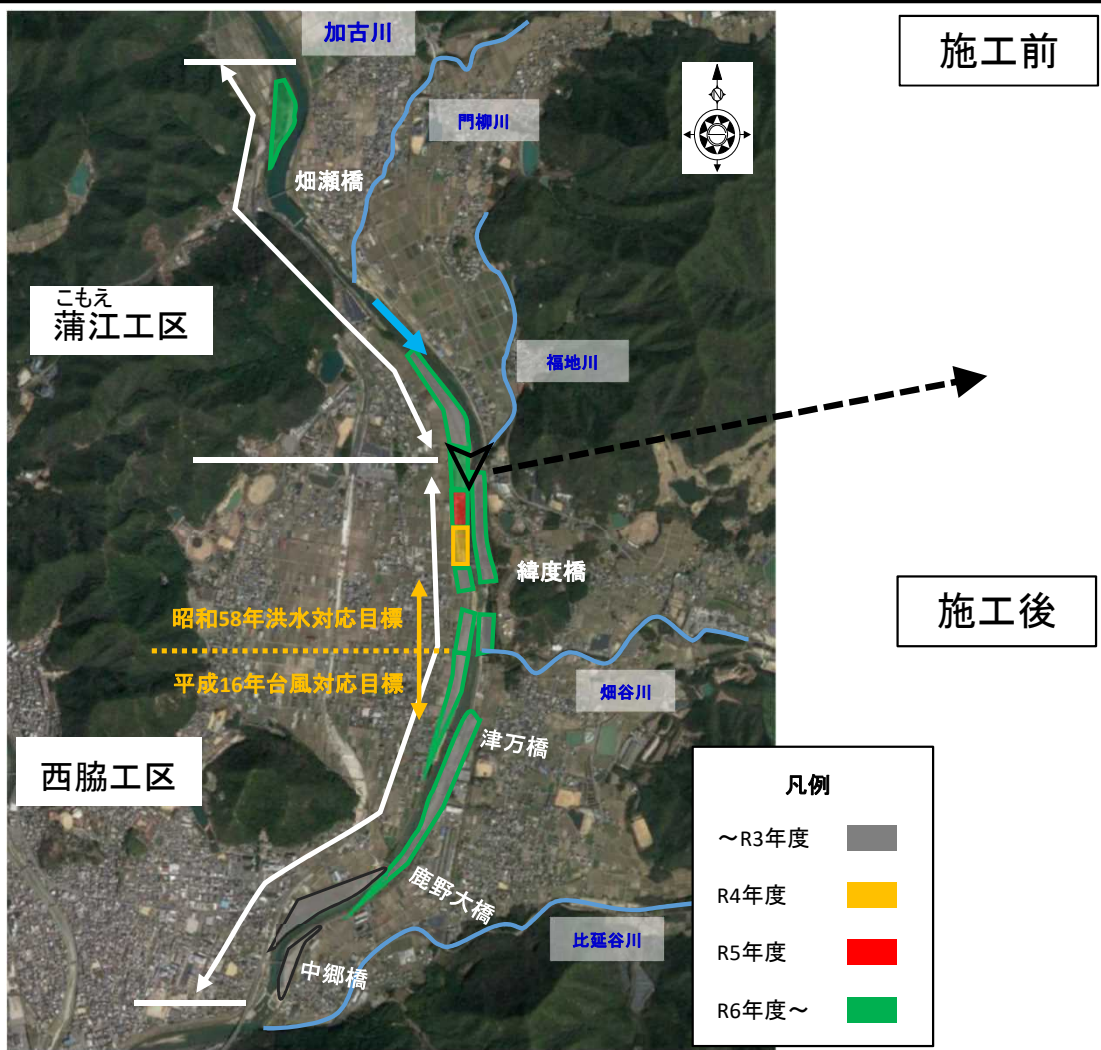 加古川
施工前
門柳川
畑瀬橋
こもえ
蒲江工区
福地川
緯度橋
施工後
昭和58年洪水対応目標
平成16年台風対応目標
畑谷川
津万橋
西脇工区
凡例
～R3年度
R4年度
R5年度
R6年度～
鹿野大橋
比延谷川
中郷橋
N